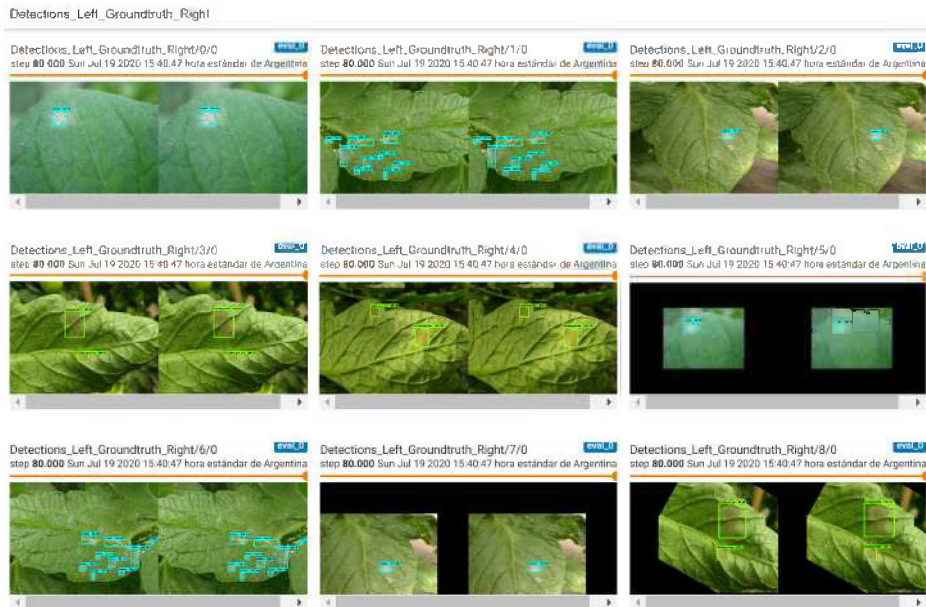 Detections_Left_Groundtruth_Right
Detections_Left_Groundtruth_Right/0/0
eval_0
step 80.000 Sun Jul 19 2020 15:40:47 hora estándar de Argentina
Detections_Left_Groundtruth_Right/1/0
eval_0
step 80.000 Sun Jul 19 2020 15:40:47 hora estándar de Argentina
Detections_Left_Groundtruth_Right/2/0
eval_0
step 80.000 Sun Jul 19 2020 15:40:47 hora estándar de Argentina
Detections_Left_Groundtruth_Right/3/0
eval_0
step 80.000 Sun Jul 19 2020 15:40:47 hora estándar de Argentina
Detections_Left_Groundtruth_Right/4/0
eval_0
step 80.000 Sun Jul 19 2020 15:40:47 hora estándar de Argentina
Detections_Left_Groundtruth_Right/5/0
eval_0
step 80.000 Sun Jul 19 2020 15:40:47 hora estándar de Argentina
Detections_Left_Groundtruth_Right/6/0
eval_0
step 80.000 Sun Jul 19 2020 15:40:47 hora estándar de Argentina
Detections_Left_Groundtruth_Right/7/0
eval_0
step 80.000 Sun Jul 19 2020 15:40:47 hora estándar de Argentina
Detections_Left_Groundtruth_Right/8/0
eval_0
step 80.000 Sun Jul 19 2020 15:40:47 hora estándar de Argentina